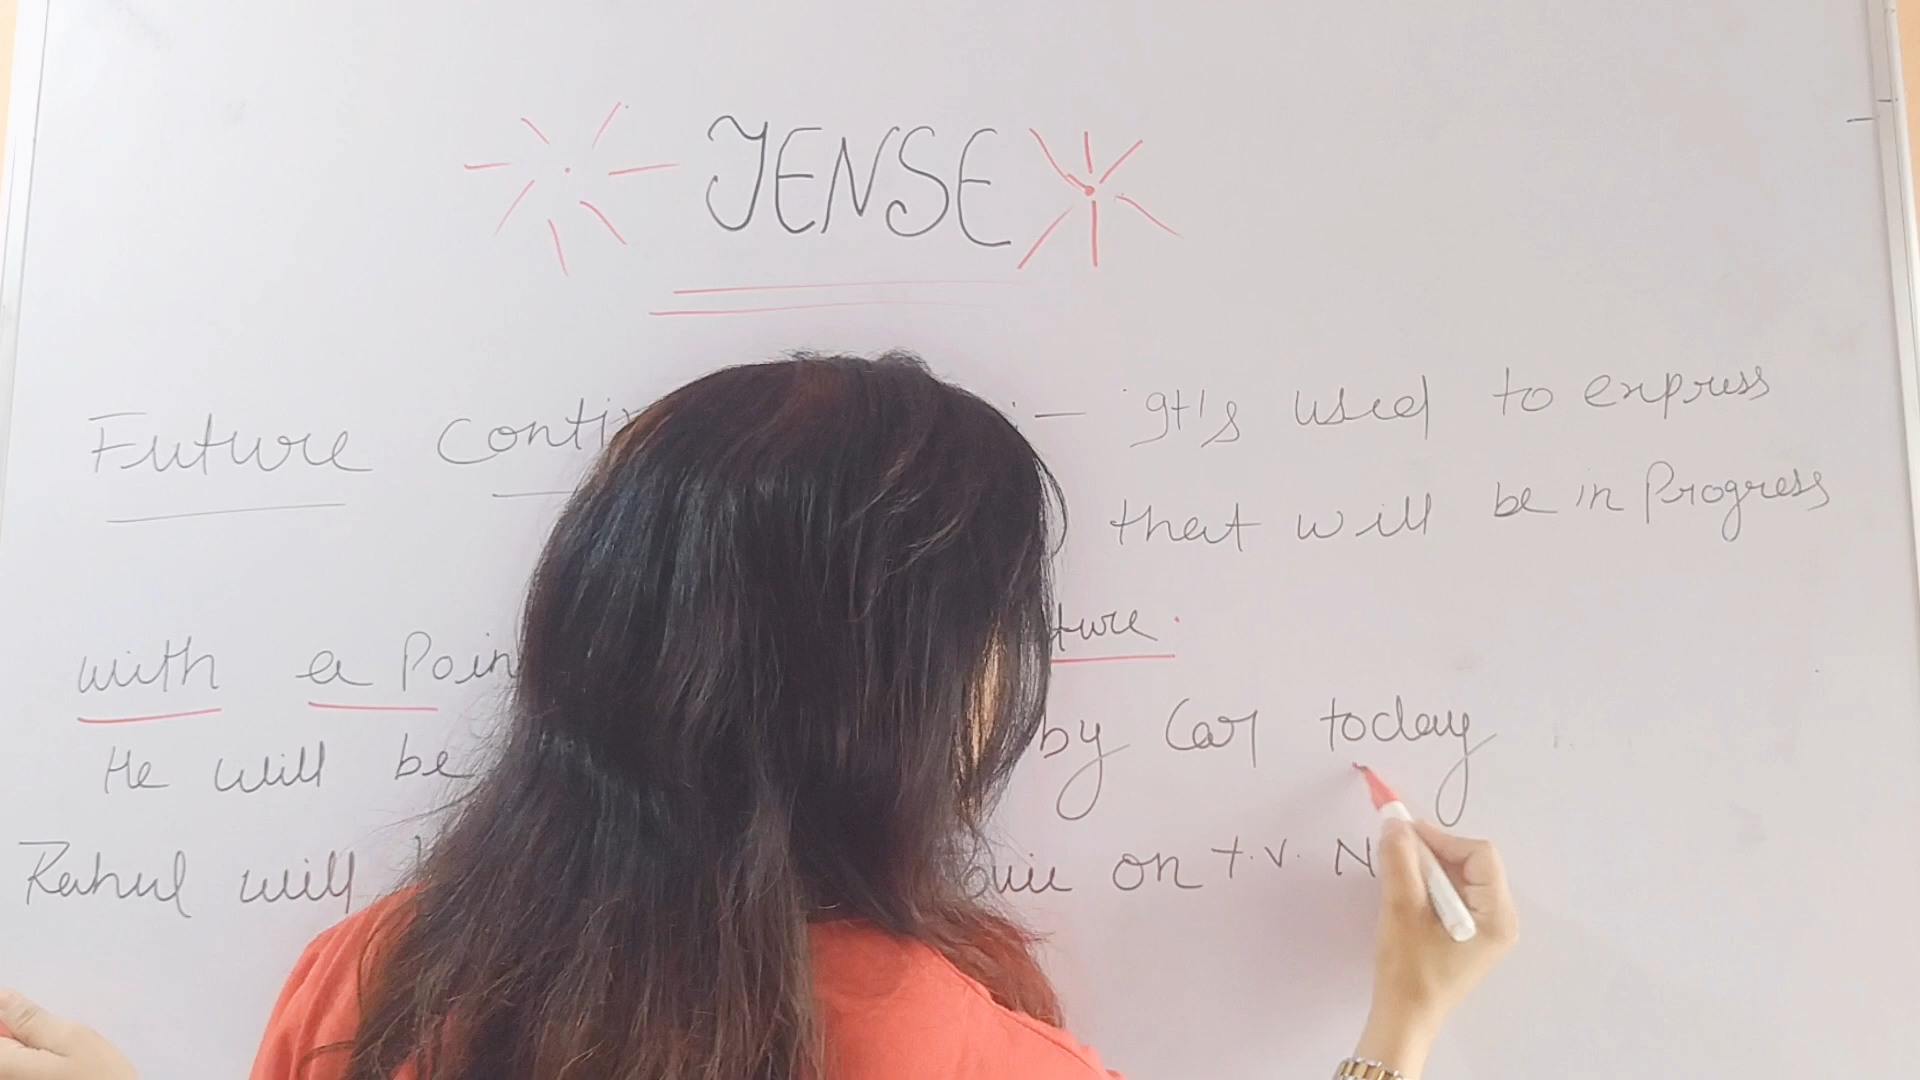 TENSE
Future conti — It's used to express
that will be in Progress
with a Poin ture.
He will be by Car today
Rahul will on T.V. N